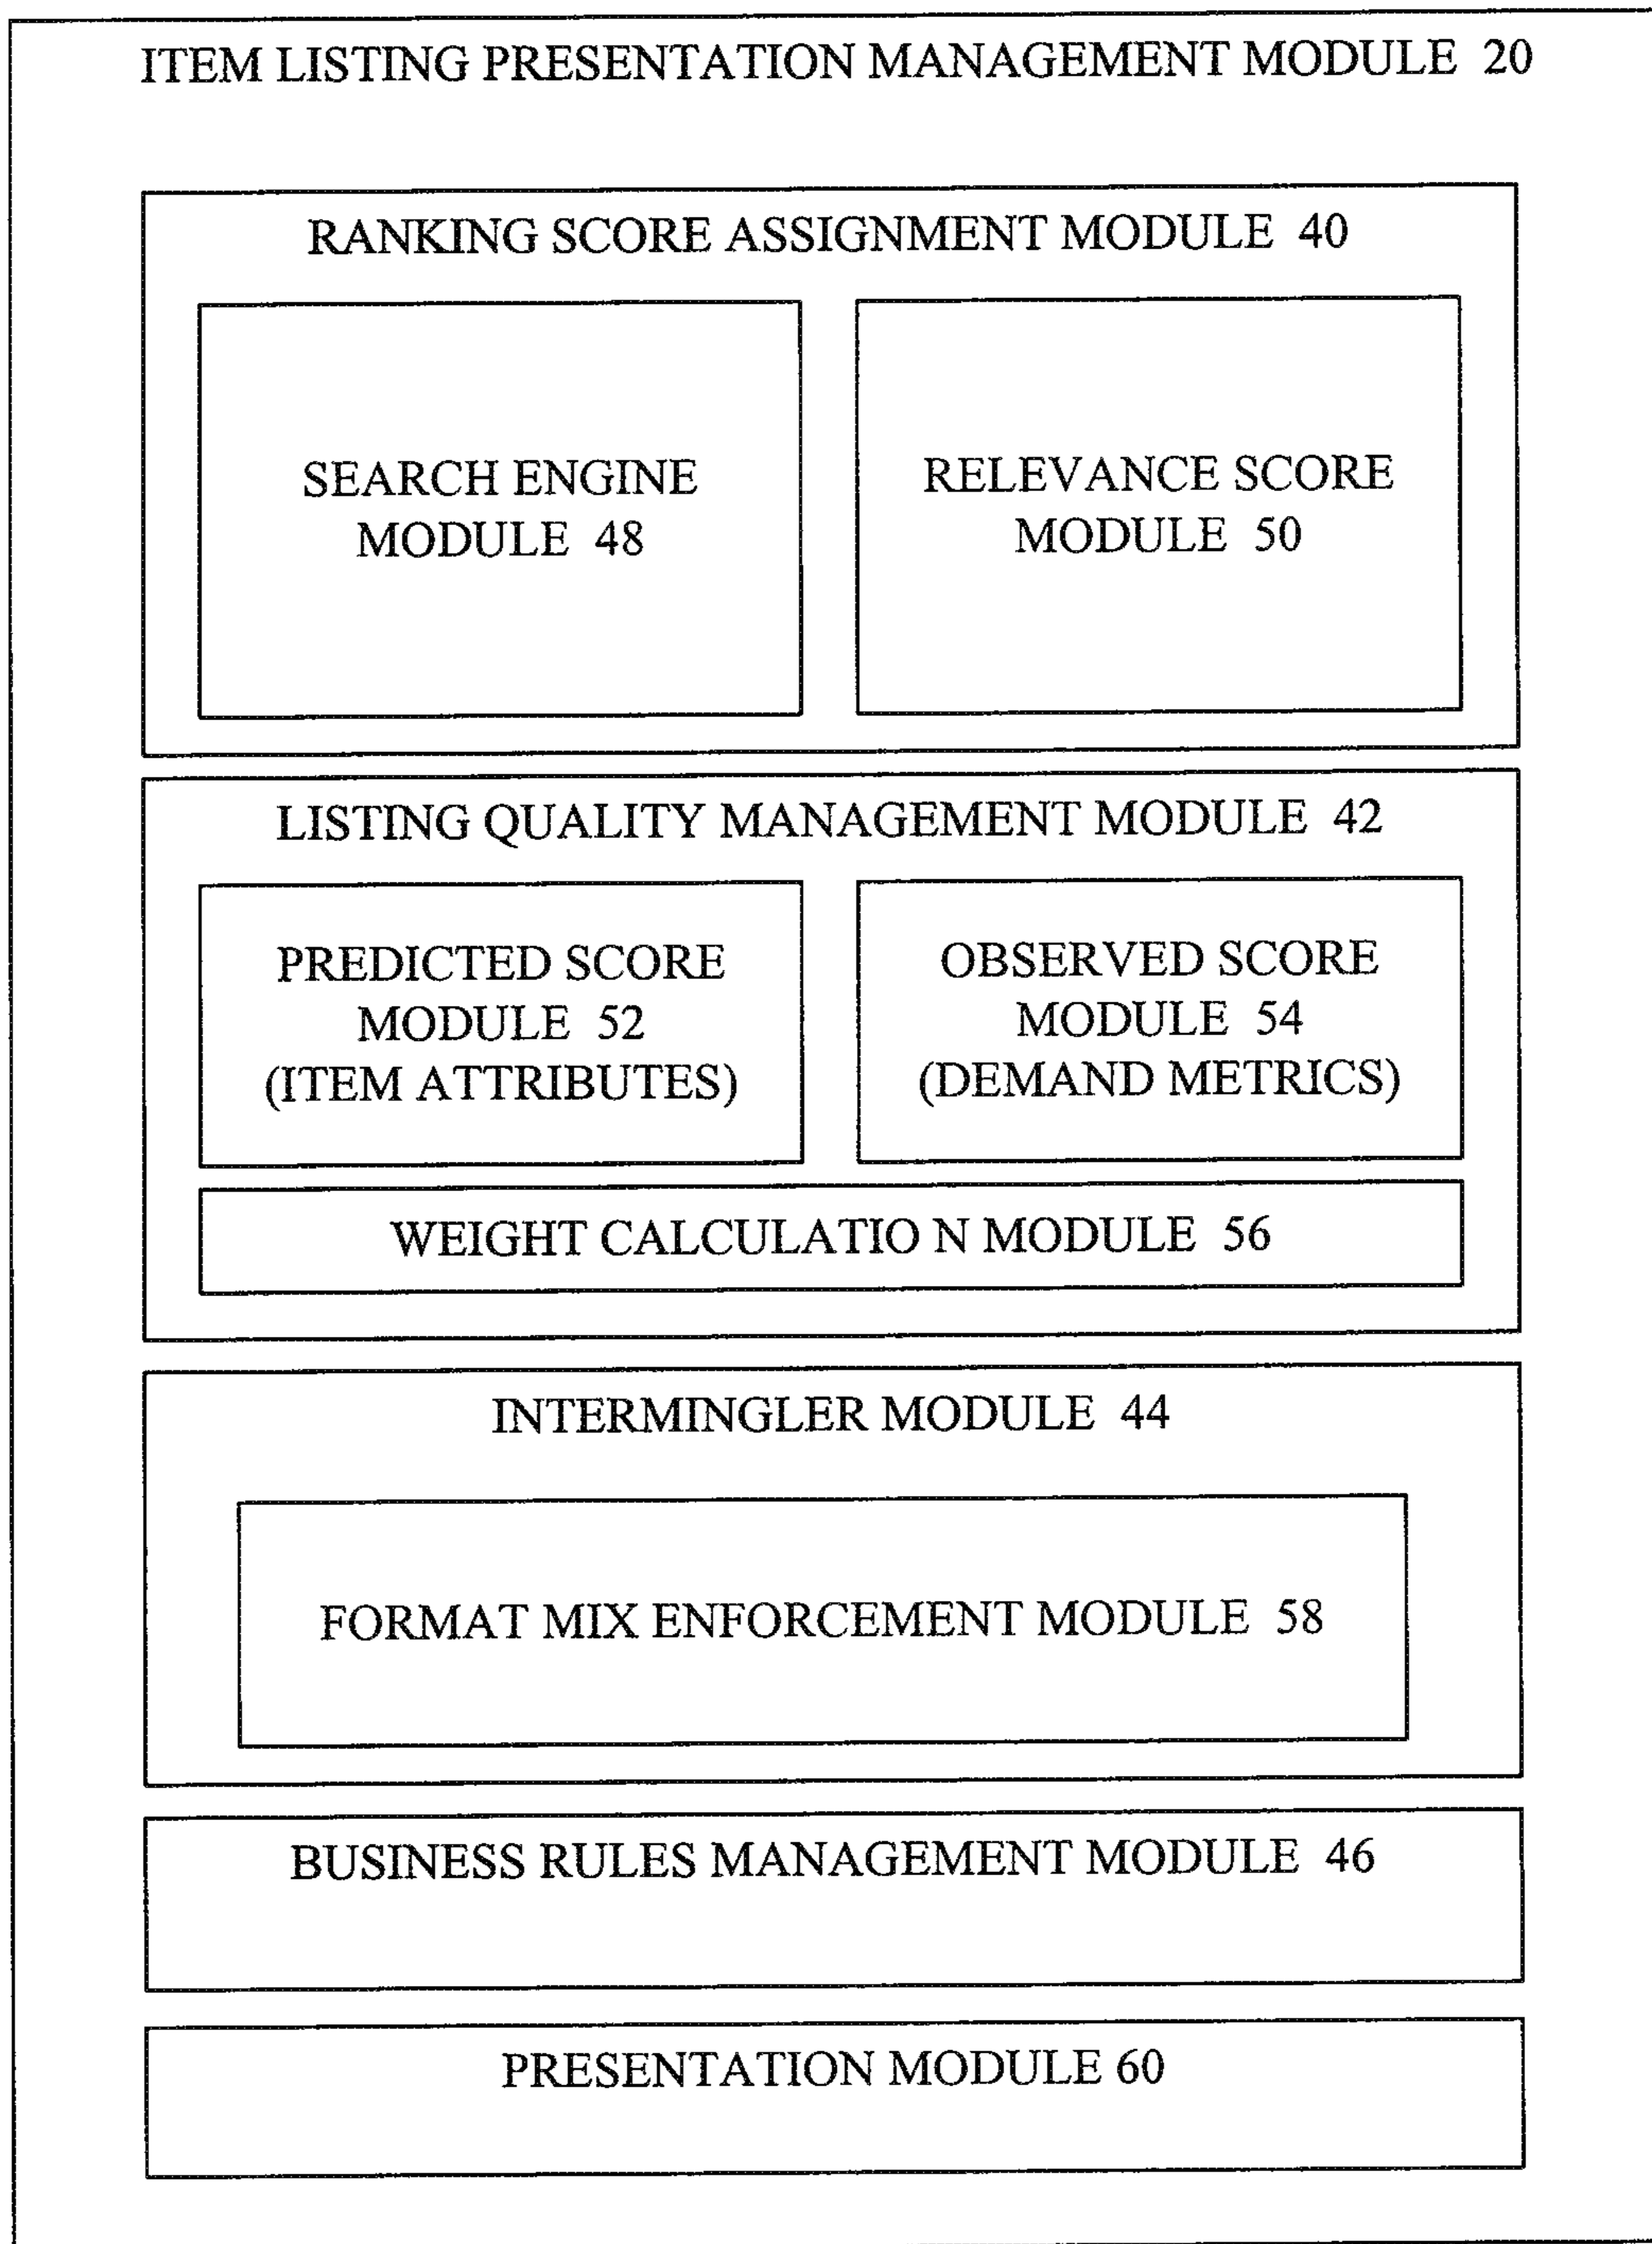 ITEM LISTING PRESENTATION MANAGEMENT MODULE 20
RANKING SCORE ASSIGNMENT MODULE 40
SEARCH ENGINE
MODULE 48
RELEVANCE SCORE
MODULE 50
LISTING QUALITY MANAGEMENT MODULE 42
PREDICTED SCORE
MODULE 52
(ITEM ATTRIBUTES)
OBSERVED SCORE
MODULE 54
(DEMAND METRICS)
WEIGHT CALCULATIO N MODULE 56
INTERMINGLER MODULE 44
FORMAT MIX ENFORCEMENT MODULE 58
BUSINESS RULES MANAGEMENT MODULE 46
PRESENTATION MODULE 60